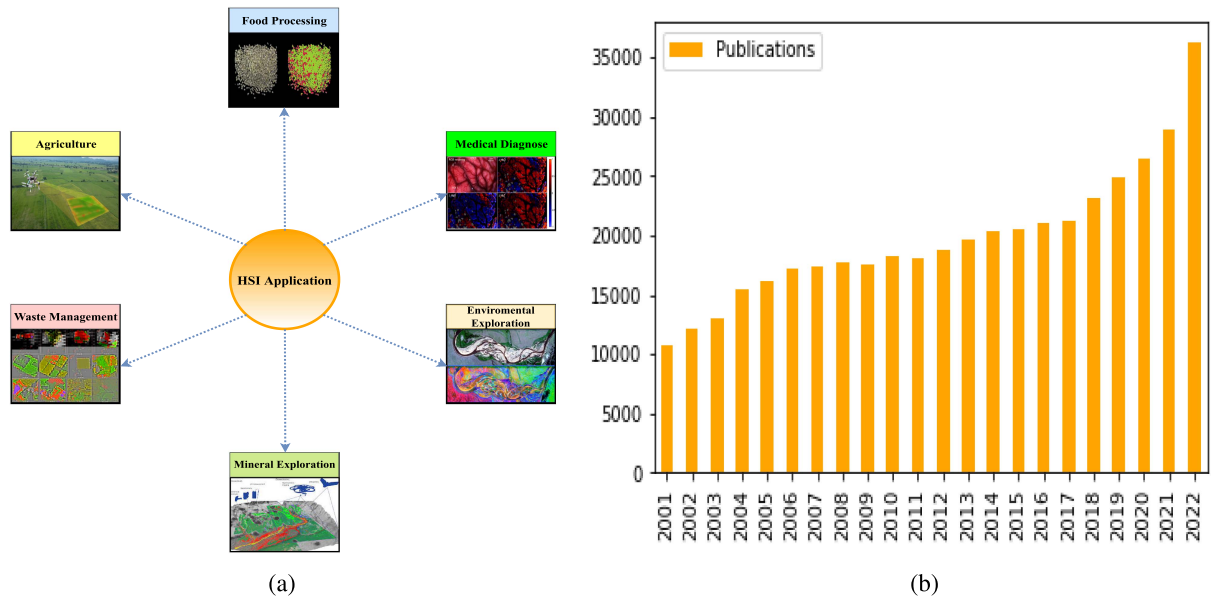 Food Processing
Agriculture
Medical Diagnose
HSI Application
Waste Management
Enviromental
Exploration
Mineral Exploration
(a)
Publications
35000
30000
25000
20000
15000
10000
5000
0
2001
2002
2003
2004
2005
2006
2007
2008
2009
2010
2011
2012
2013
2014
2015
2016
2017
2018
2019
2020
2021
2022
(b)